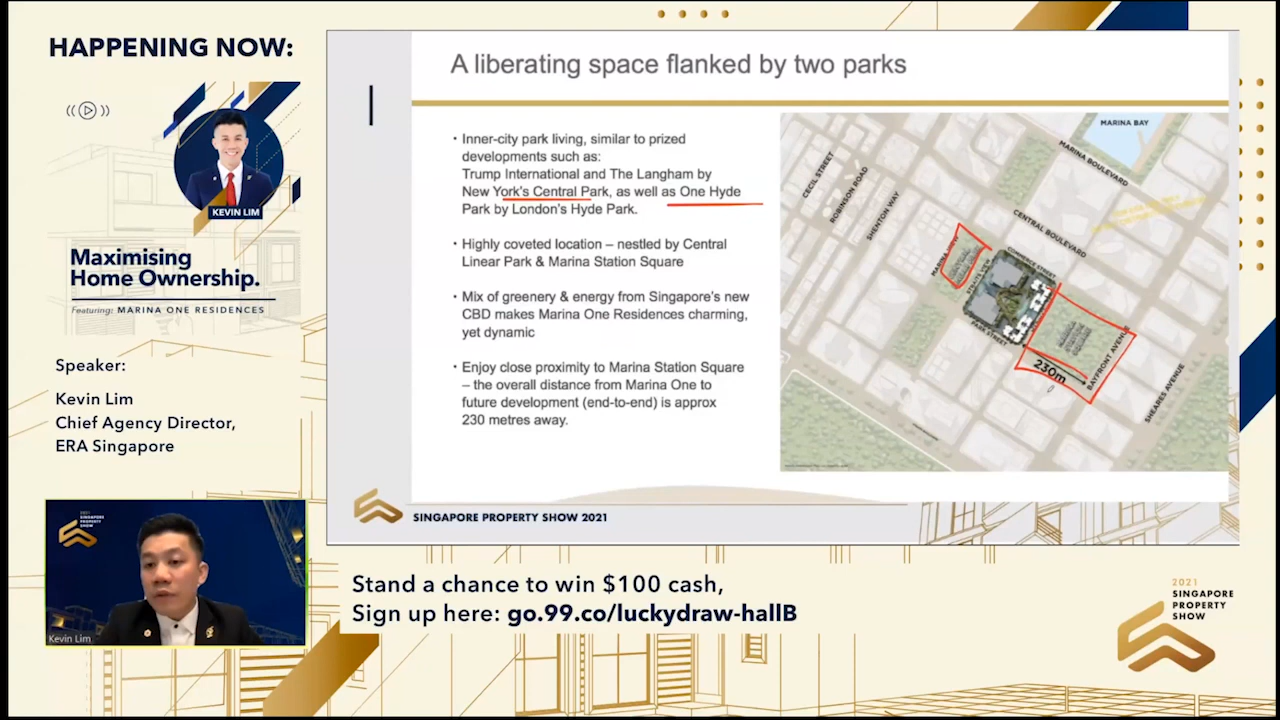 HAPPENING NOW:
KEVIN LIM
Maximising
Home Ownership.
Featuring: MARINA ONE RESIDENCES
Speaker:
Kevin Lim
Chief Agency Director,
ERA Singapore
2021
SINGAPORE
PROPERTY
SHOW
Kevin Lim
A liberating space flanked by two parks
• Inner-city park living, similar to prized
developments such as:
Trump International and The Langham by
New York's Central Park, as well as One Hyde
Park by London's Hyde Park.
• Highly coveted location – nestled by Central
Linear Park & Marina Station Square
• Mix of greenery & energy from Singapore's new
CBD makes Marina One Residences charming,
yet dynamic
• Enjoy close proximity to Marina Station Square
– the overall distance from Marina One to
future development (end-to-end) is approx
230 metres away.
MARINA BAY
MARINA BOULEVARD
CECIL STREET
ROBINSON ROAD
SHENTON WAY
CENTRAL BOULEVARD
MARINA VIEW
STRAITS VIEW
PARK STREET
230m
BAYFRONT AVENUE
SHEARES AVENUE
SINGAPORE PROPERTY SHOW 2021
Stand a chance to win $100 cash,
Sign up here: go.99.co/luckydraw-hallB
2021
SINGAPORE
PROPERTY
SHOW